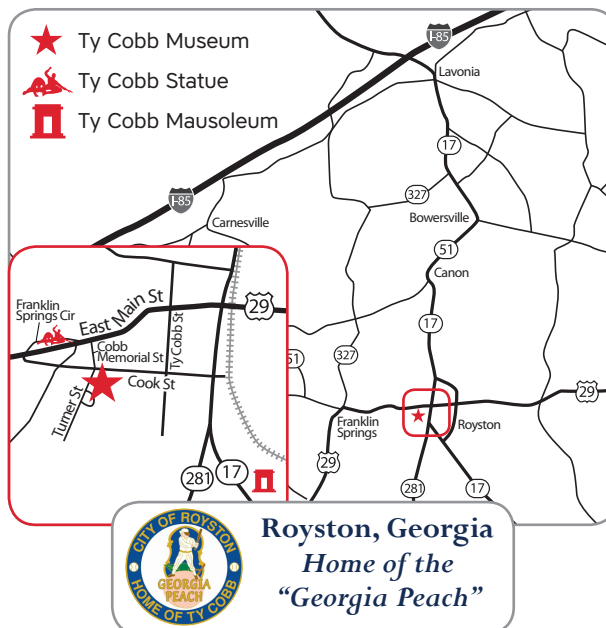 Ty Cobb Museum
Ty Cobb Statue
Ty Cobb Mausoleum
I-85
Lavonia
17
327
I-85
Carnesville
Bowersville
51
Canon
17
327
51
29
Franklin
Springs
Royston
29
281
17
Franklin
Springs Cir
East Main St
29
Cobb
Memorial St
Ty Cobb St
Cook St
Turner St
281
17
CITY OF ROYSTON
GEORGIA
PEACH
HOME OF TY COBB
Royston, Georgia
Home of the
“Georgia Peach”